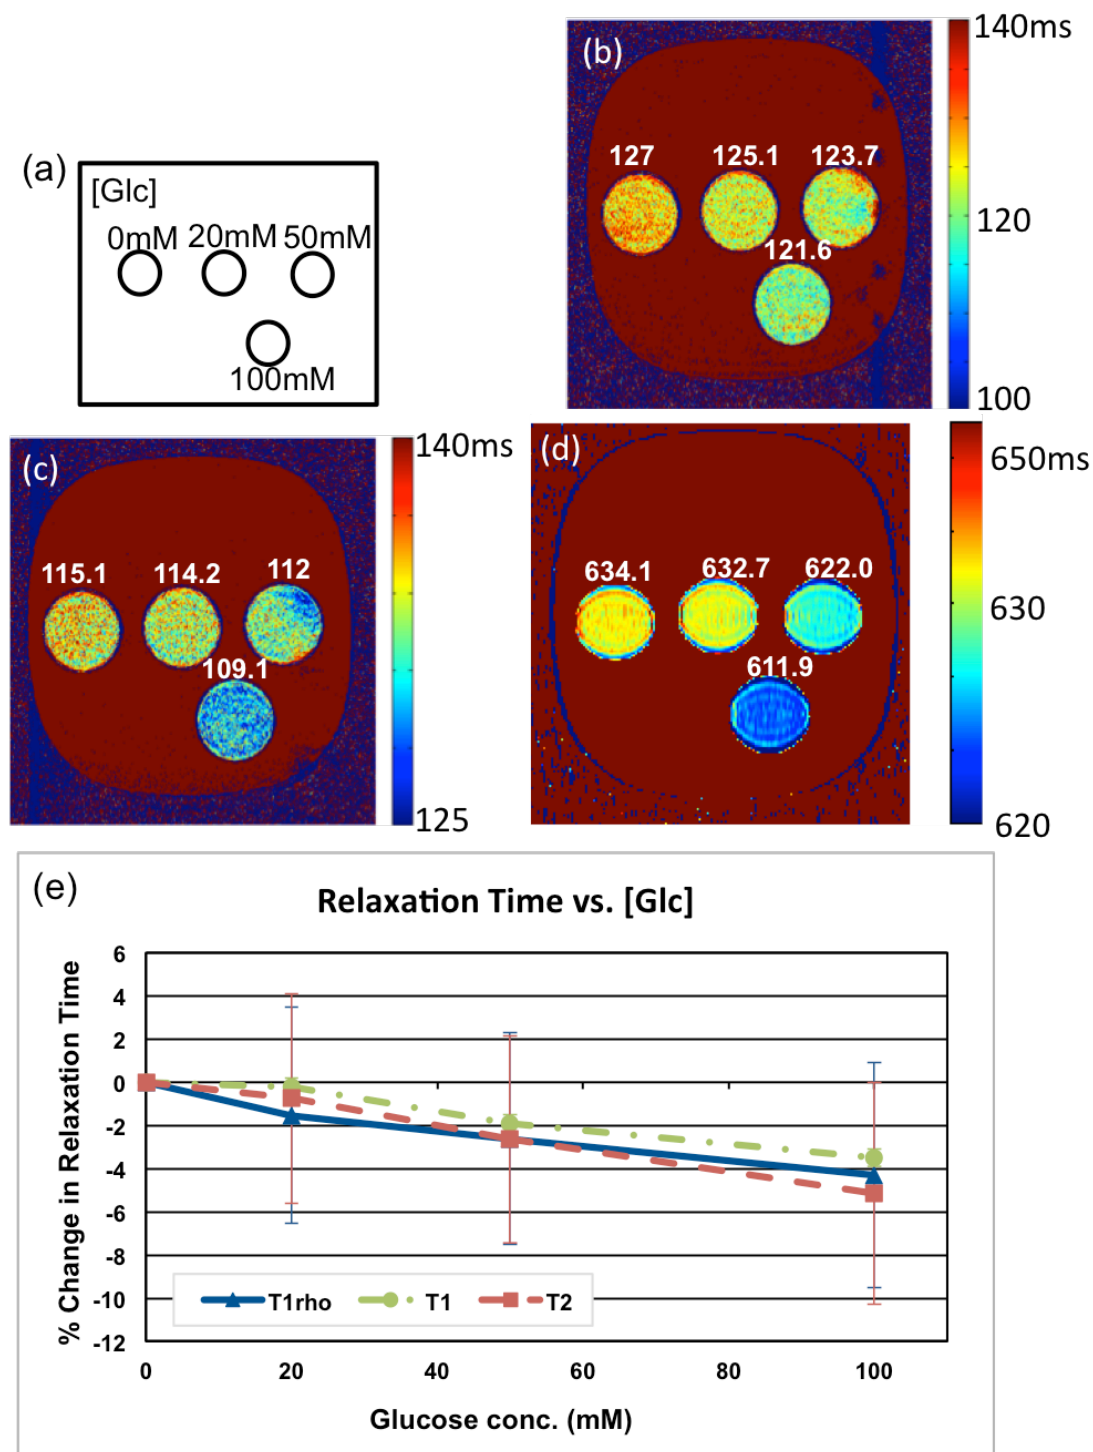 (a)
[Glc]
0mM 20mM 50mM
100mM
(b)
127 125.1 123.7
121.6
140ms
120
100
(c)
115.1 114.2 112
109.1
140ms
125
(d)
634.1 632.7 622.0
611.9
650ms
630
620
(e)
Relaxation Time vs. [Glc]
% Change in Relaxation Time
6
4
2
0
-2
-4
-6
-8
-10
-12
T1rho T1 T2
0 20 40 60 80 100
Glucose conc. (mM)